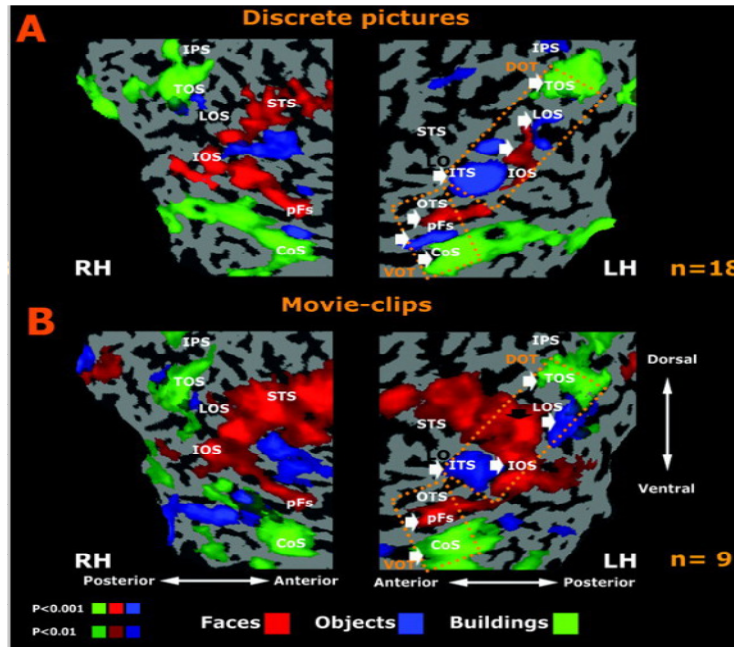 A
Discrete pictures
IPS
TOS
LOS
STS
IOS
pFs
CoS
RH
IPS
DOT
TOS
LOS
STS
LO
ITS
IOS
OTS
pFs
CoS
VOT
LH
n=18
B
Movie-clips
IPS
TOS
LOS
STS
IOS
pFs
CoS
RH
IPS
DOT
TOS
LOS
STS
LO
ITS
IOS
OTS
pFs
CoS
VOT
LH
n= 9
Dorsal
Ventral
Posterior Anterior
Anterior Posterior
P<0.001
P<0.01
Faces Objects Buildings